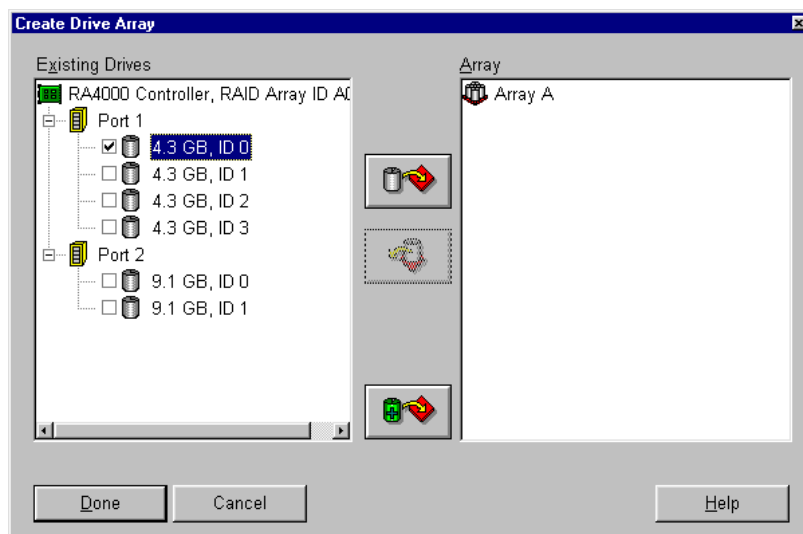 Create Drive Array
Existing Drives
RA4000 Controller, RAID Array ID A
Port 1
4.3 GB, ID 0
4.3 GB, ID 1
4.3 GB, ID 2
4.3 GB, ID 3
Port 2
9.1 GB, ID 0
9.1 GB, ID 1
Array
Array A
Done
Cancel
Help